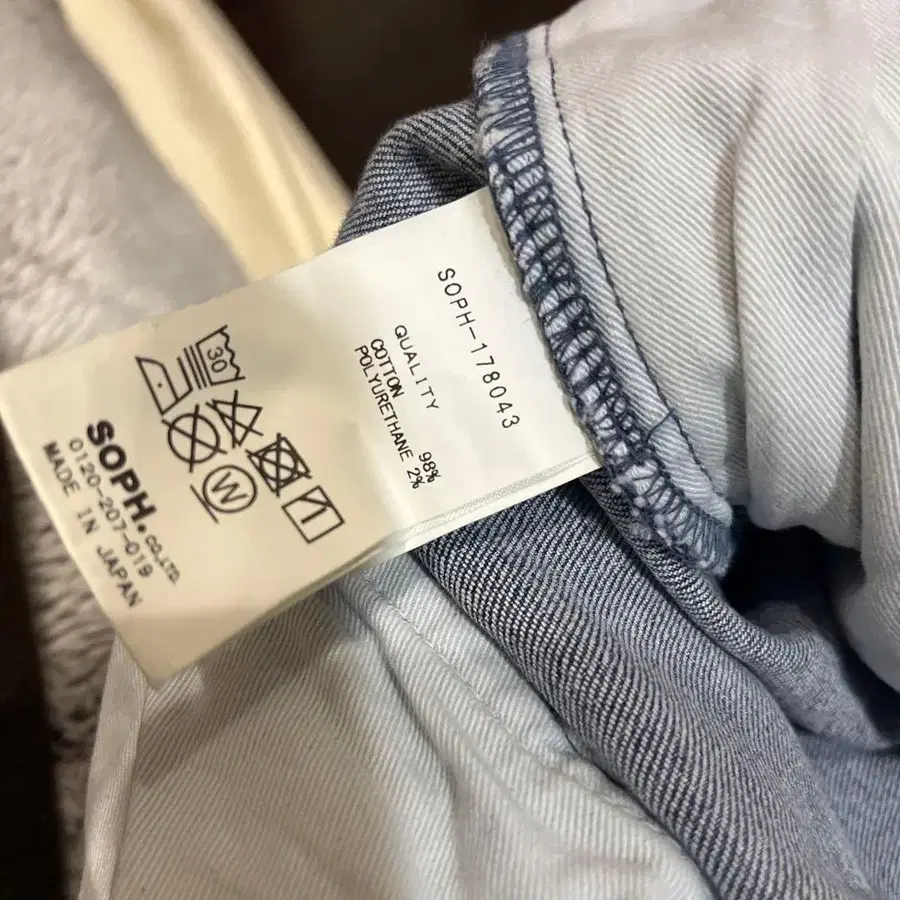 SOPH-178043
QUALITY
COTTON 98%
POLYURETHANE 2%
30
W
SOPH.CO.,LTD.
0120-207-019
MADE IN JAPAN